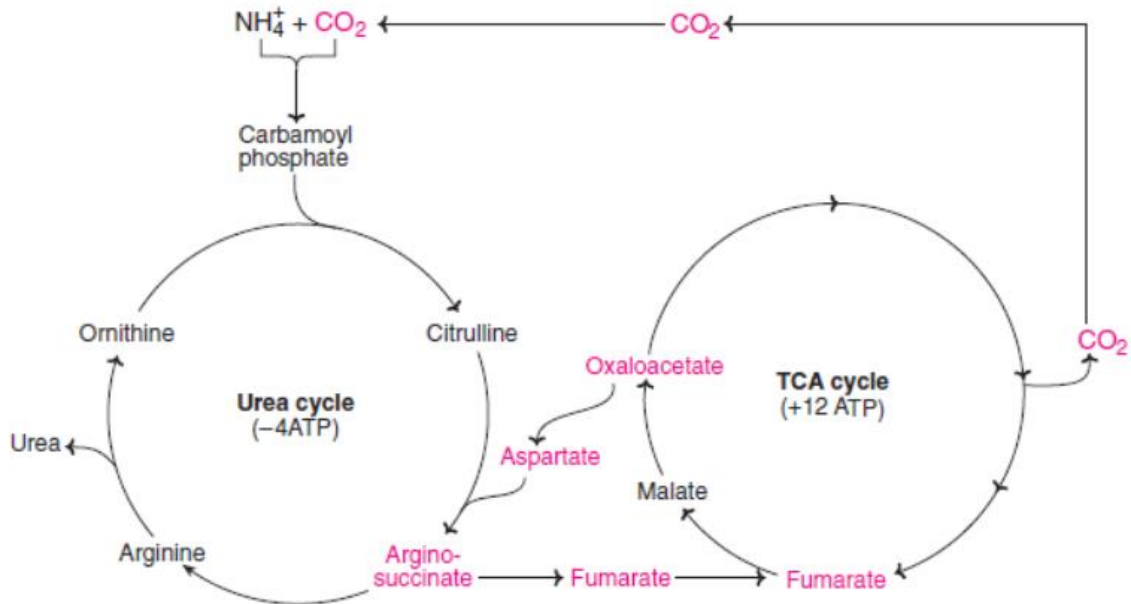 NH₄⁺ + CO₂
CO₂
Carbamoyl
phosphate
Ornithine
Citrulline
Urea cycle
(−4ATP)
Urea
Arginine
Argino-
succinate
Aspartate
Oxaloacetate
TCA cycle
(+12 ATP)
CO₂
Malate
Fumarate
Fumarate